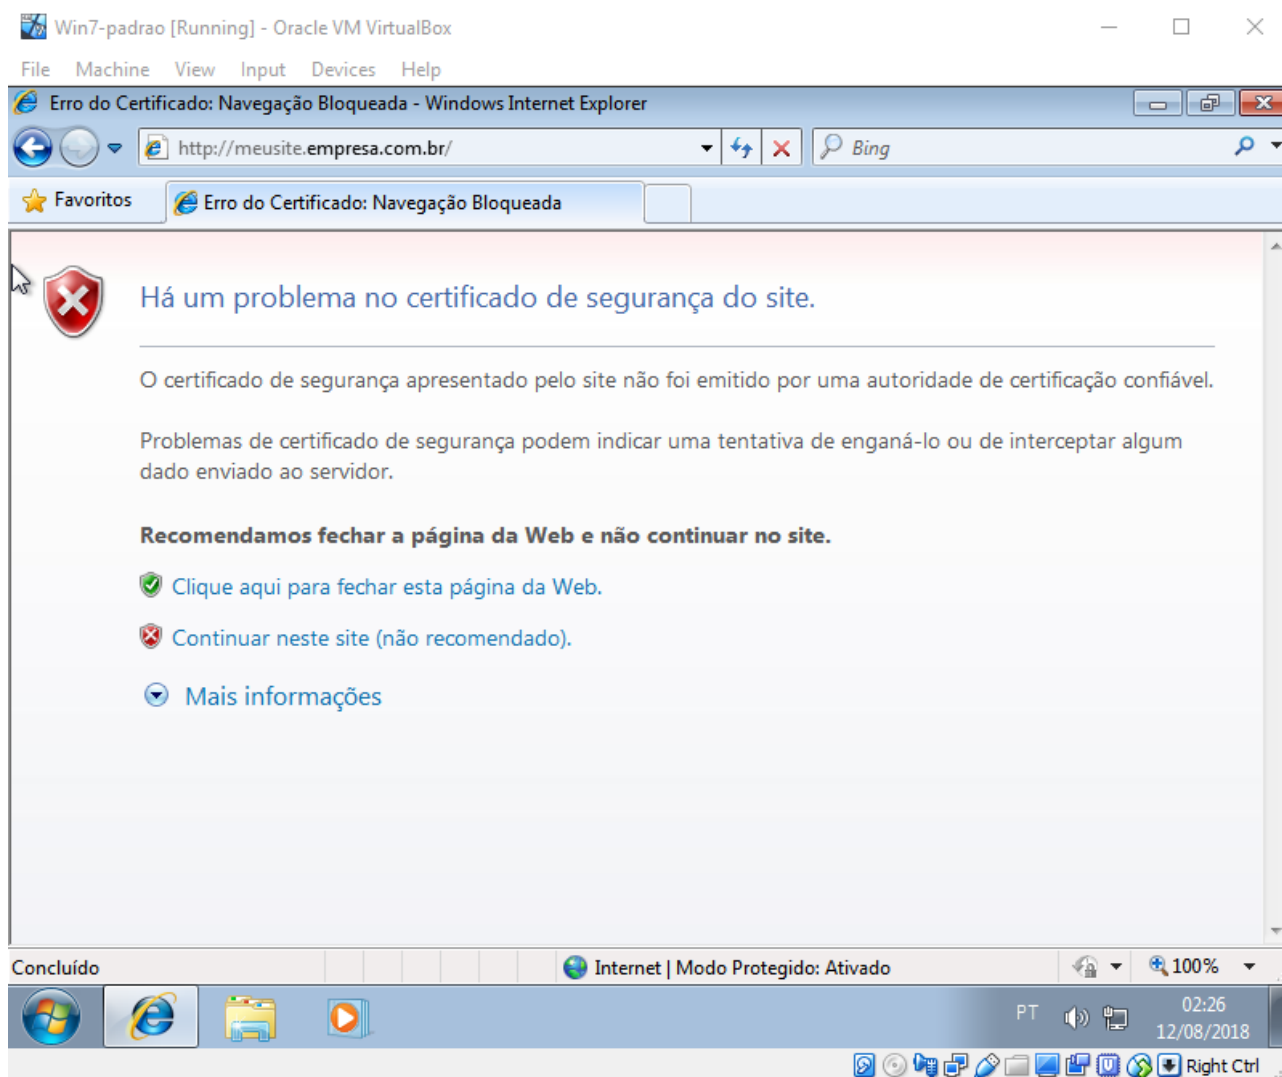 Win7-padrao [Running] - Oracle VM VirtualBox
File Machine View Input Devices Help
Erro do Certificado: Navegação Bloqueada - Windows Internet Explorer
http://meusite.empresa.com.br/
Bing
Favoritos
Erro do Certificado: Navegação Bloqueada
Há um problema no certificado de segurança do site.
O certificado de segurança apresentado pelo site não foi emitido por uma autoridade de certificação confiável.
Problemas de certificado de segurança podem indicar uma tentativa de enganá-lo ou de interceptar algum
dado enviado ao servidor.
Recomendamos fechar a página da Web e não continuar no site.
Clique aqui para fechar esta página da Web.
Continuar neste site (não recomendado).
Mais informações
Concluído
Internet | Modo Protegido: Ativado
100%
PT
02:26
12/08/2018
Right Ctrl